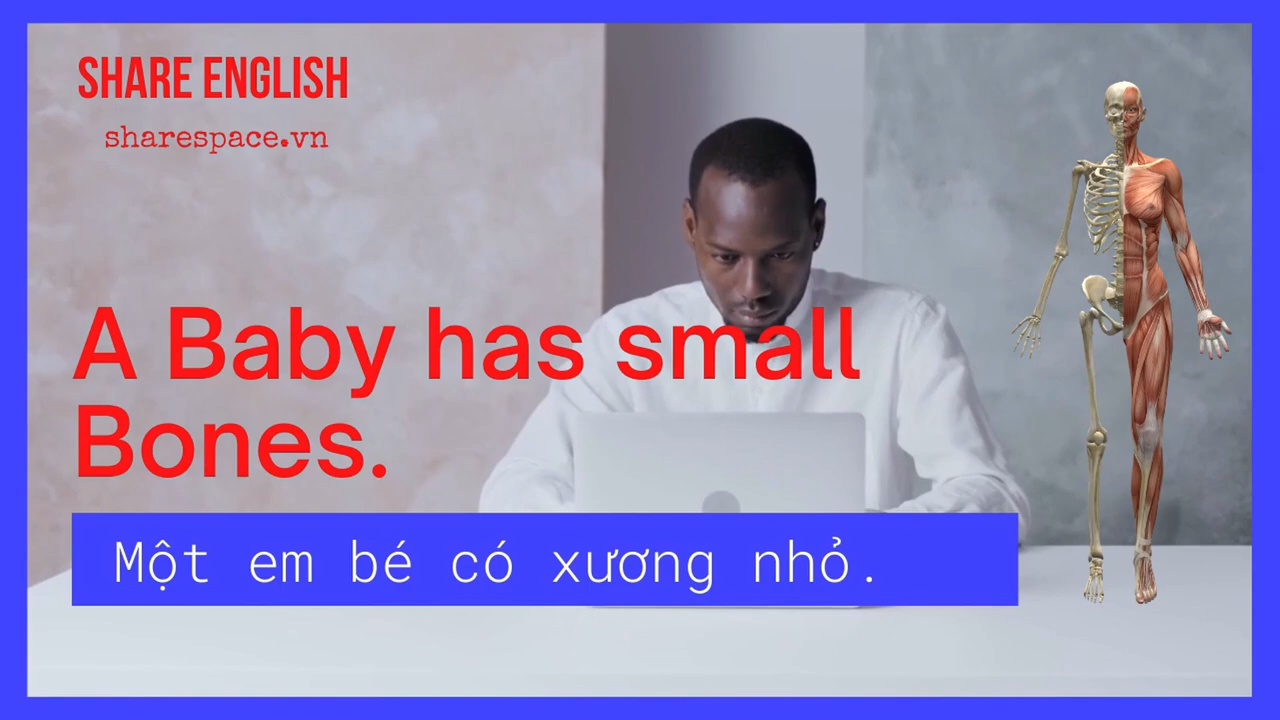 SHARE ENGLISH
sharespace.vn
A Baby has small
Bones.
Một em bé có xương nhỏ.